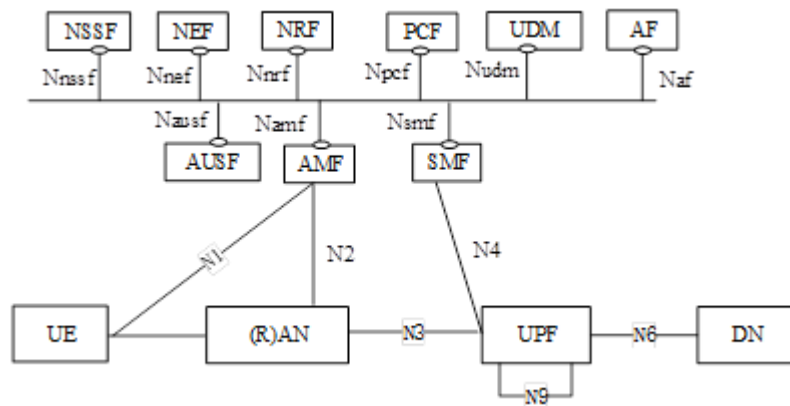 NSSF NEF NRF PCF UDM AF
Nnssf Nnef Nnrf Npcf Nudm Naf
Nausf Namf Nsmf
AUSF AMF SMF
N1 N2 N4
UE (R)AN N3 UPF N6 DN
N9